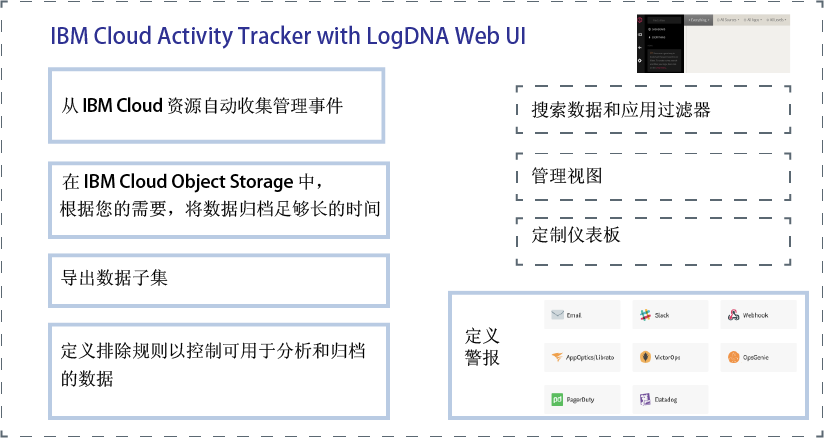 IBM Cloud Activity Tracker with LogDNA Web UI
从 IBM Cloud 资源自动收集管理事件
在 IBM Cloud Object Storage 中，
根据您的需要，将数据归档足够长的时间
导出数据子集
定义排除规则以控制可用于分析和归档
的数据
搜索数据和应用过滤器
管理视图
定制仪表板
定义
警报
Email
Slack
Webhook
AppOptics/Librato
VictorOps
OpsGenie
pd PagerDuty
Datadog